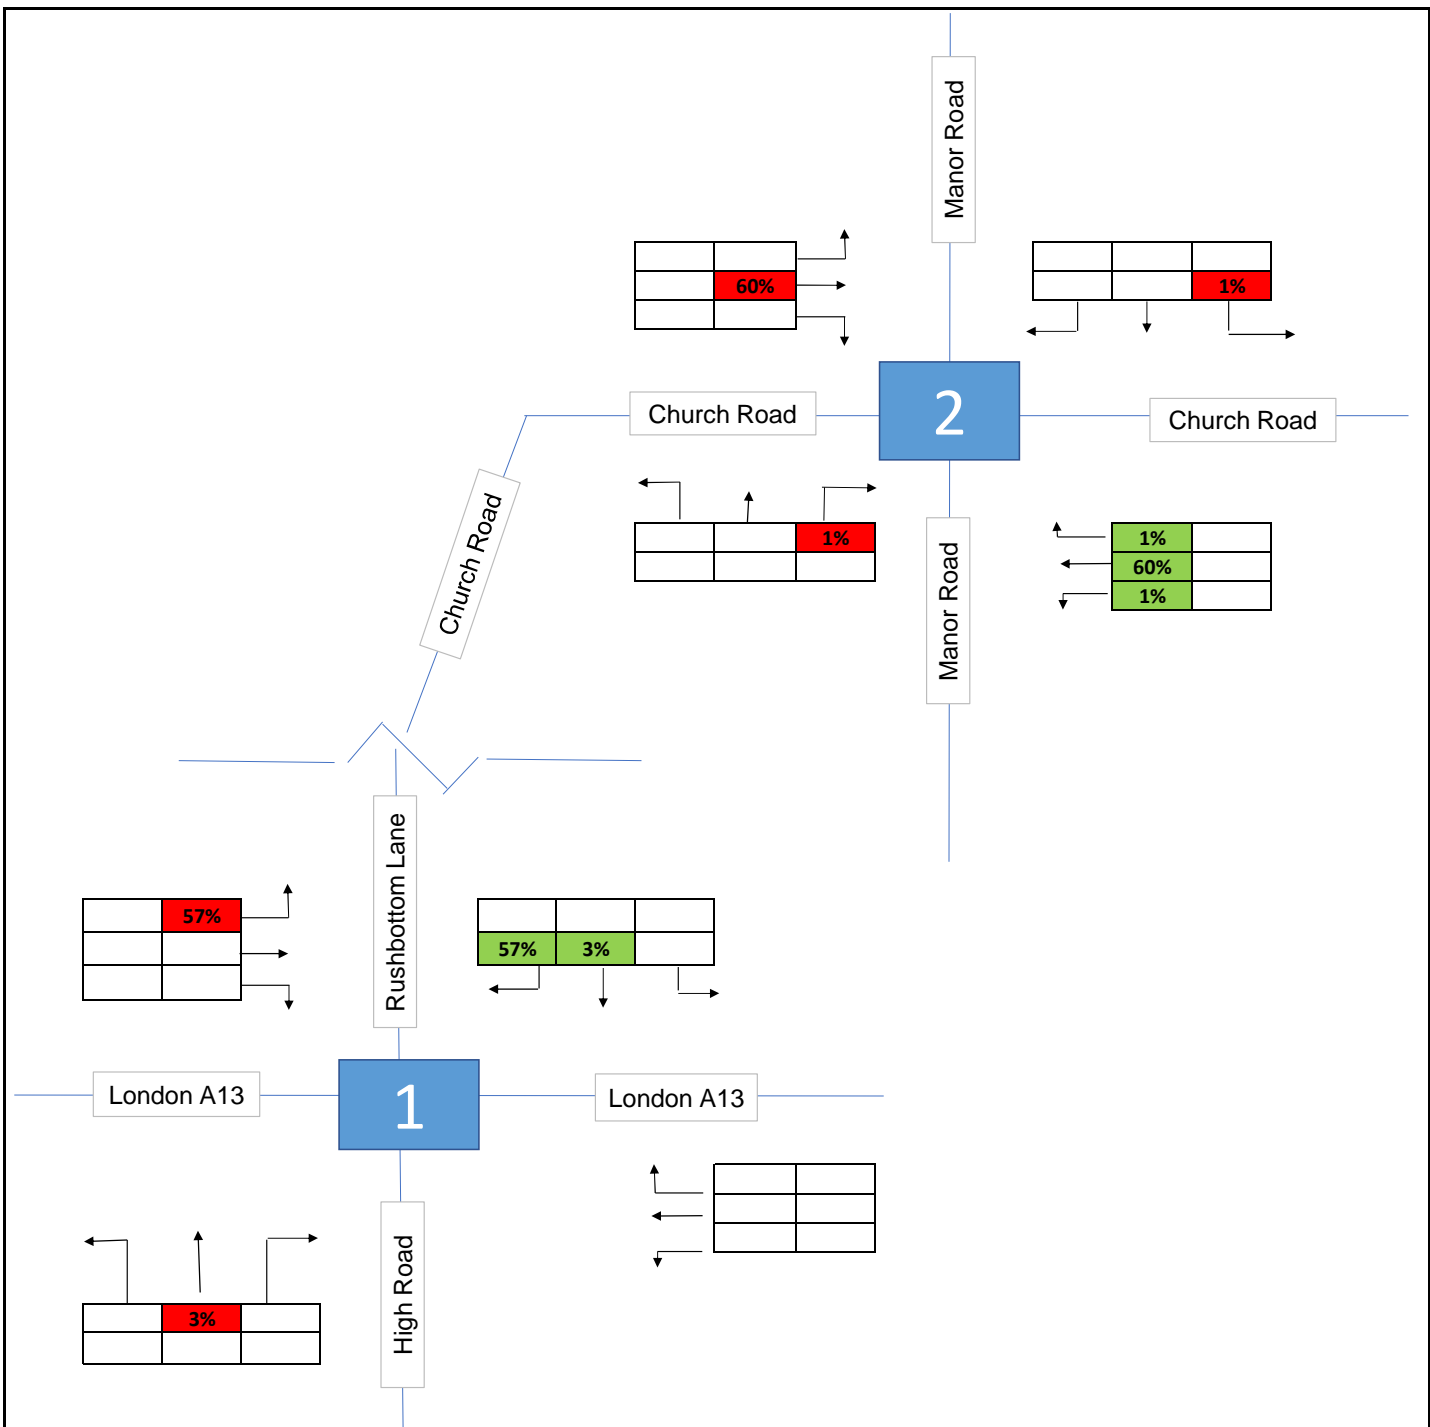 Manor Road
60%
1%
Church Road
2
Church Road
Church Road
1%
Manor Road
1%
60%
1%
Rushbottom Lane
57%
57% 3%
London A13
1
London A13
High Road
3%